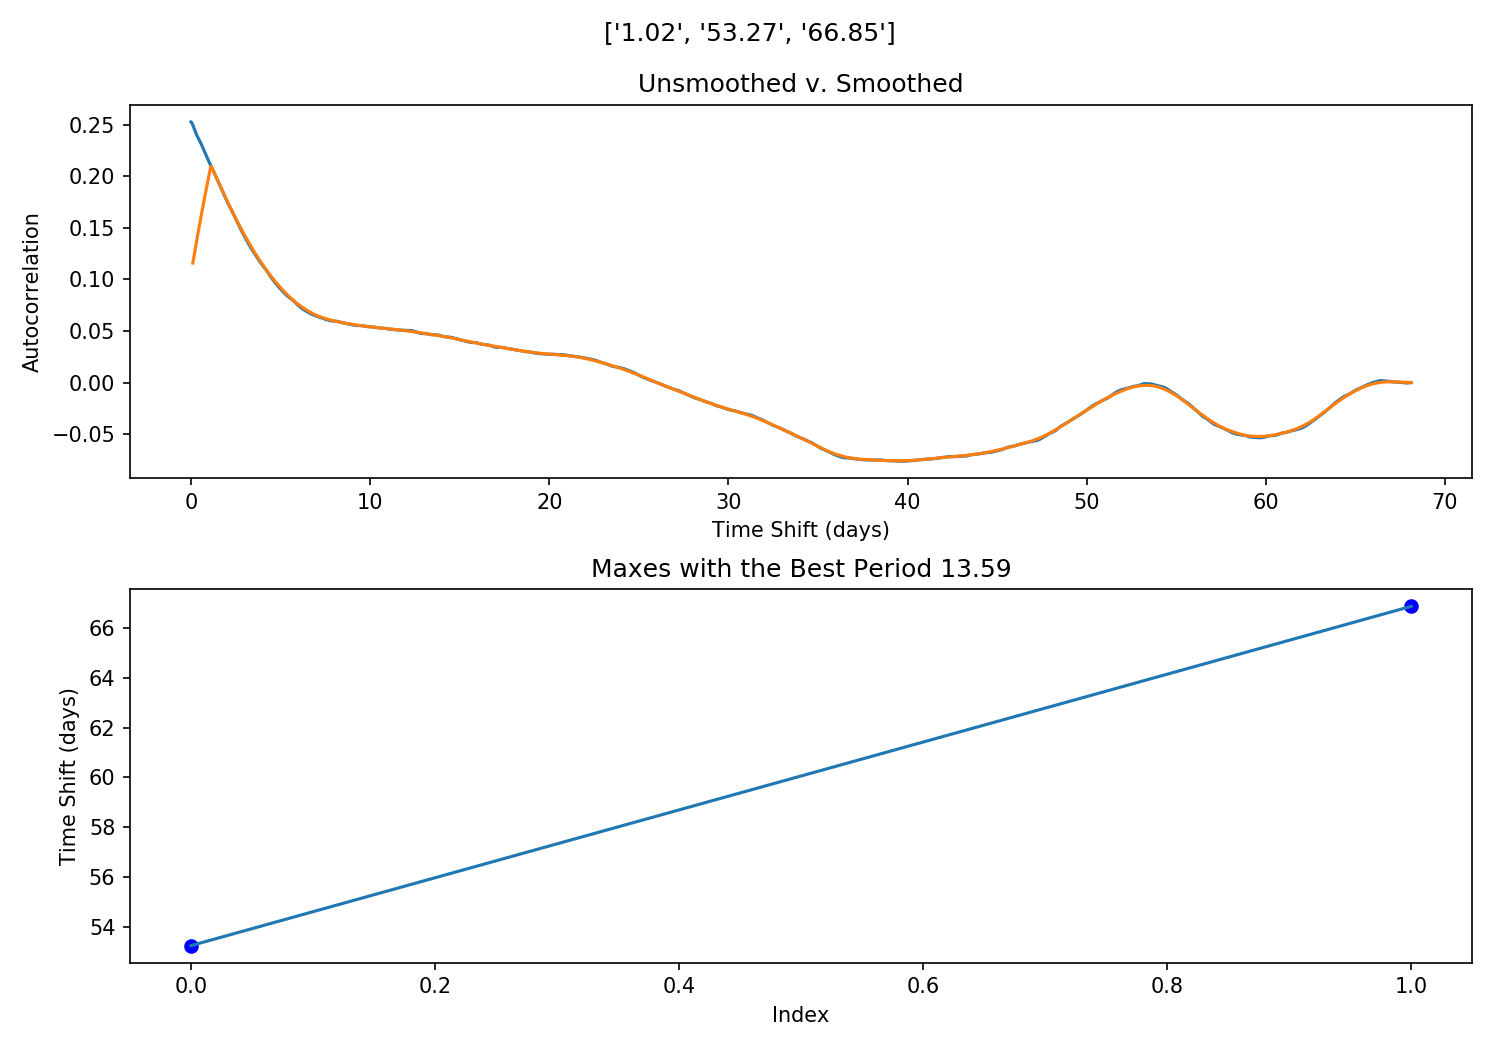 ['1.02', '53.27', '66.85']
Unsmoothed v. Smoothed
Autocorrelation
0.25
0.20
0.15
0.10
0.05
0.00
−0.05
0 10 20 30 40 50 60 70
Time Shift (days)
Maxes with the Best Period 13.59
Time Shift (days)
66
64
62
60
58
56
54
0.0 0.2 0.4 0.6 0.8 1.0
Index